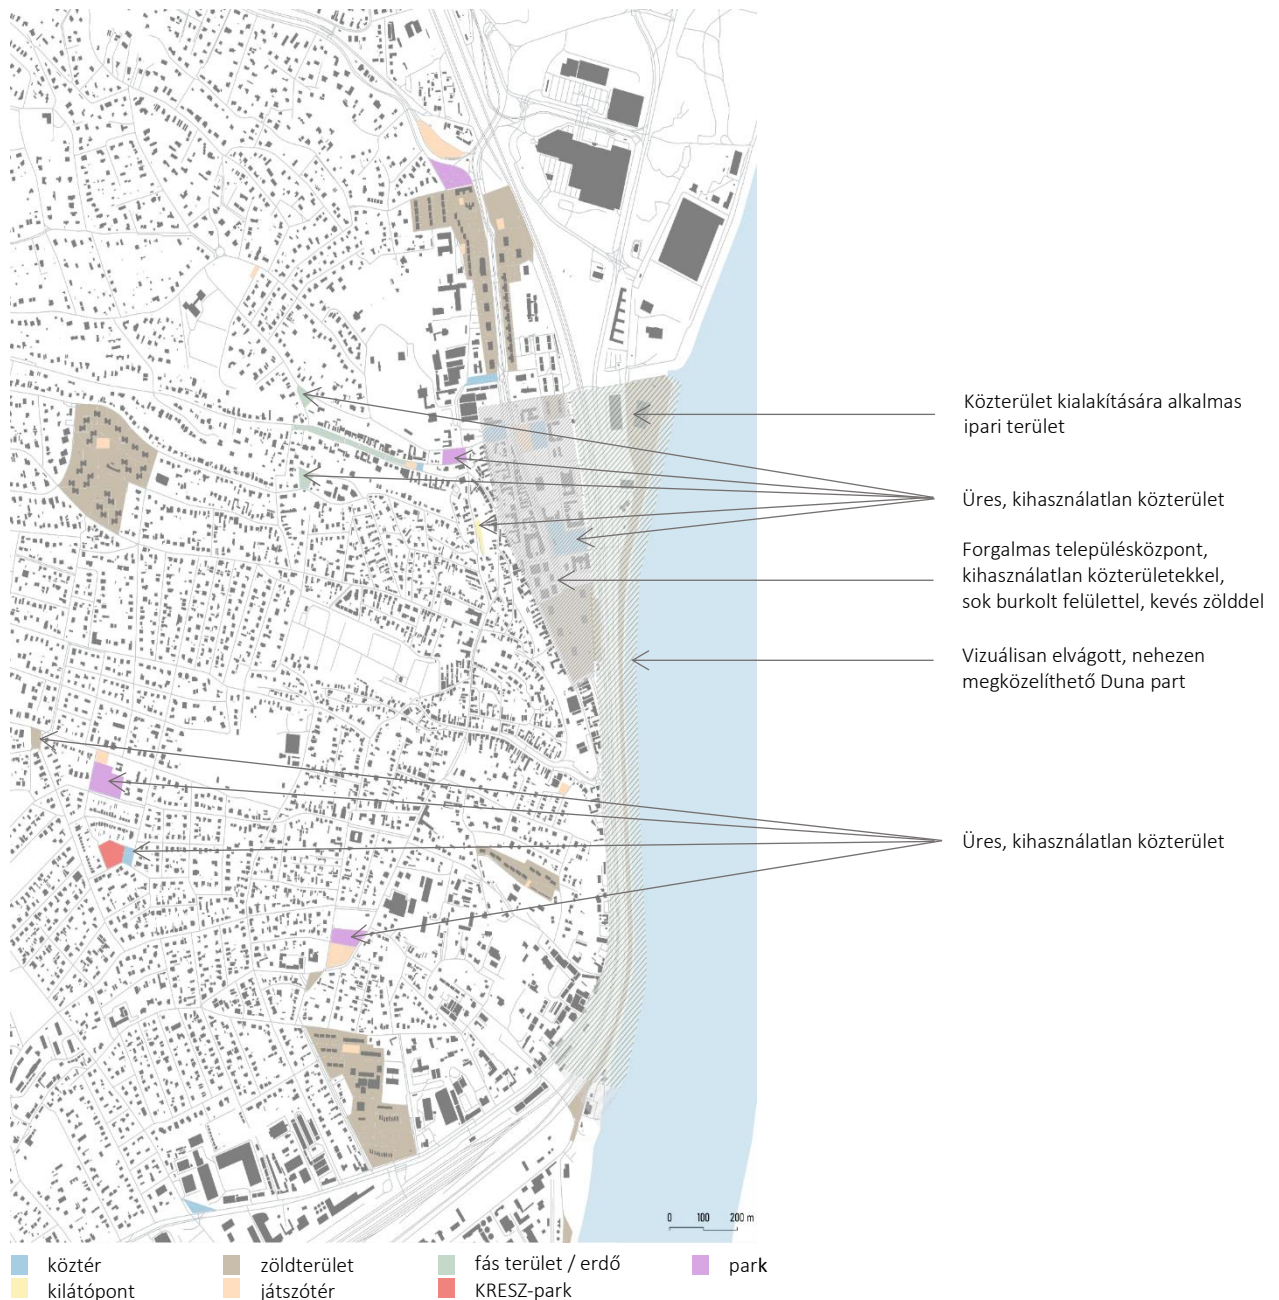 Közterület kialakítására alkalmas
ipari terület
Üres, kihasználatlan közterület
Forgalmas településközpont,
kihasználatlan közterületekkel,
sok burkolt felülettel, kevés zölddel
Vizuálisan elvágott, nehezen
megközelíthető Duna part
Üres, kihasználatlan közterület
0 100 200 m
köztér
zöldterület
fás terület / erdő
park
kilátópont
játszótér
KRESZ-park